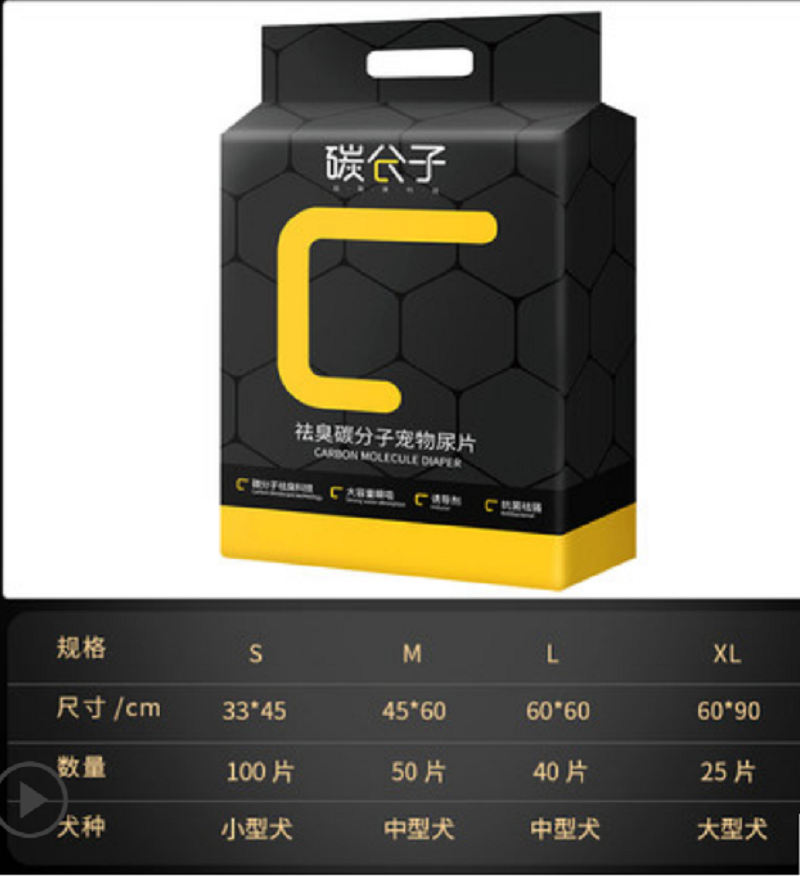 碳分子
祛臭碳分子宠物尿片
CARBON MOLECULE DIAPER
碳分子祛臭科技
大容量瞬吸
诱导剂
抗菌祛臊
规格 S M L XL
尺寸/cm 33*45 45*60 60*60 60*90
数量 100片 50片 40片 25片
犬种 小型犬 中型犬 中型犬 大型犬